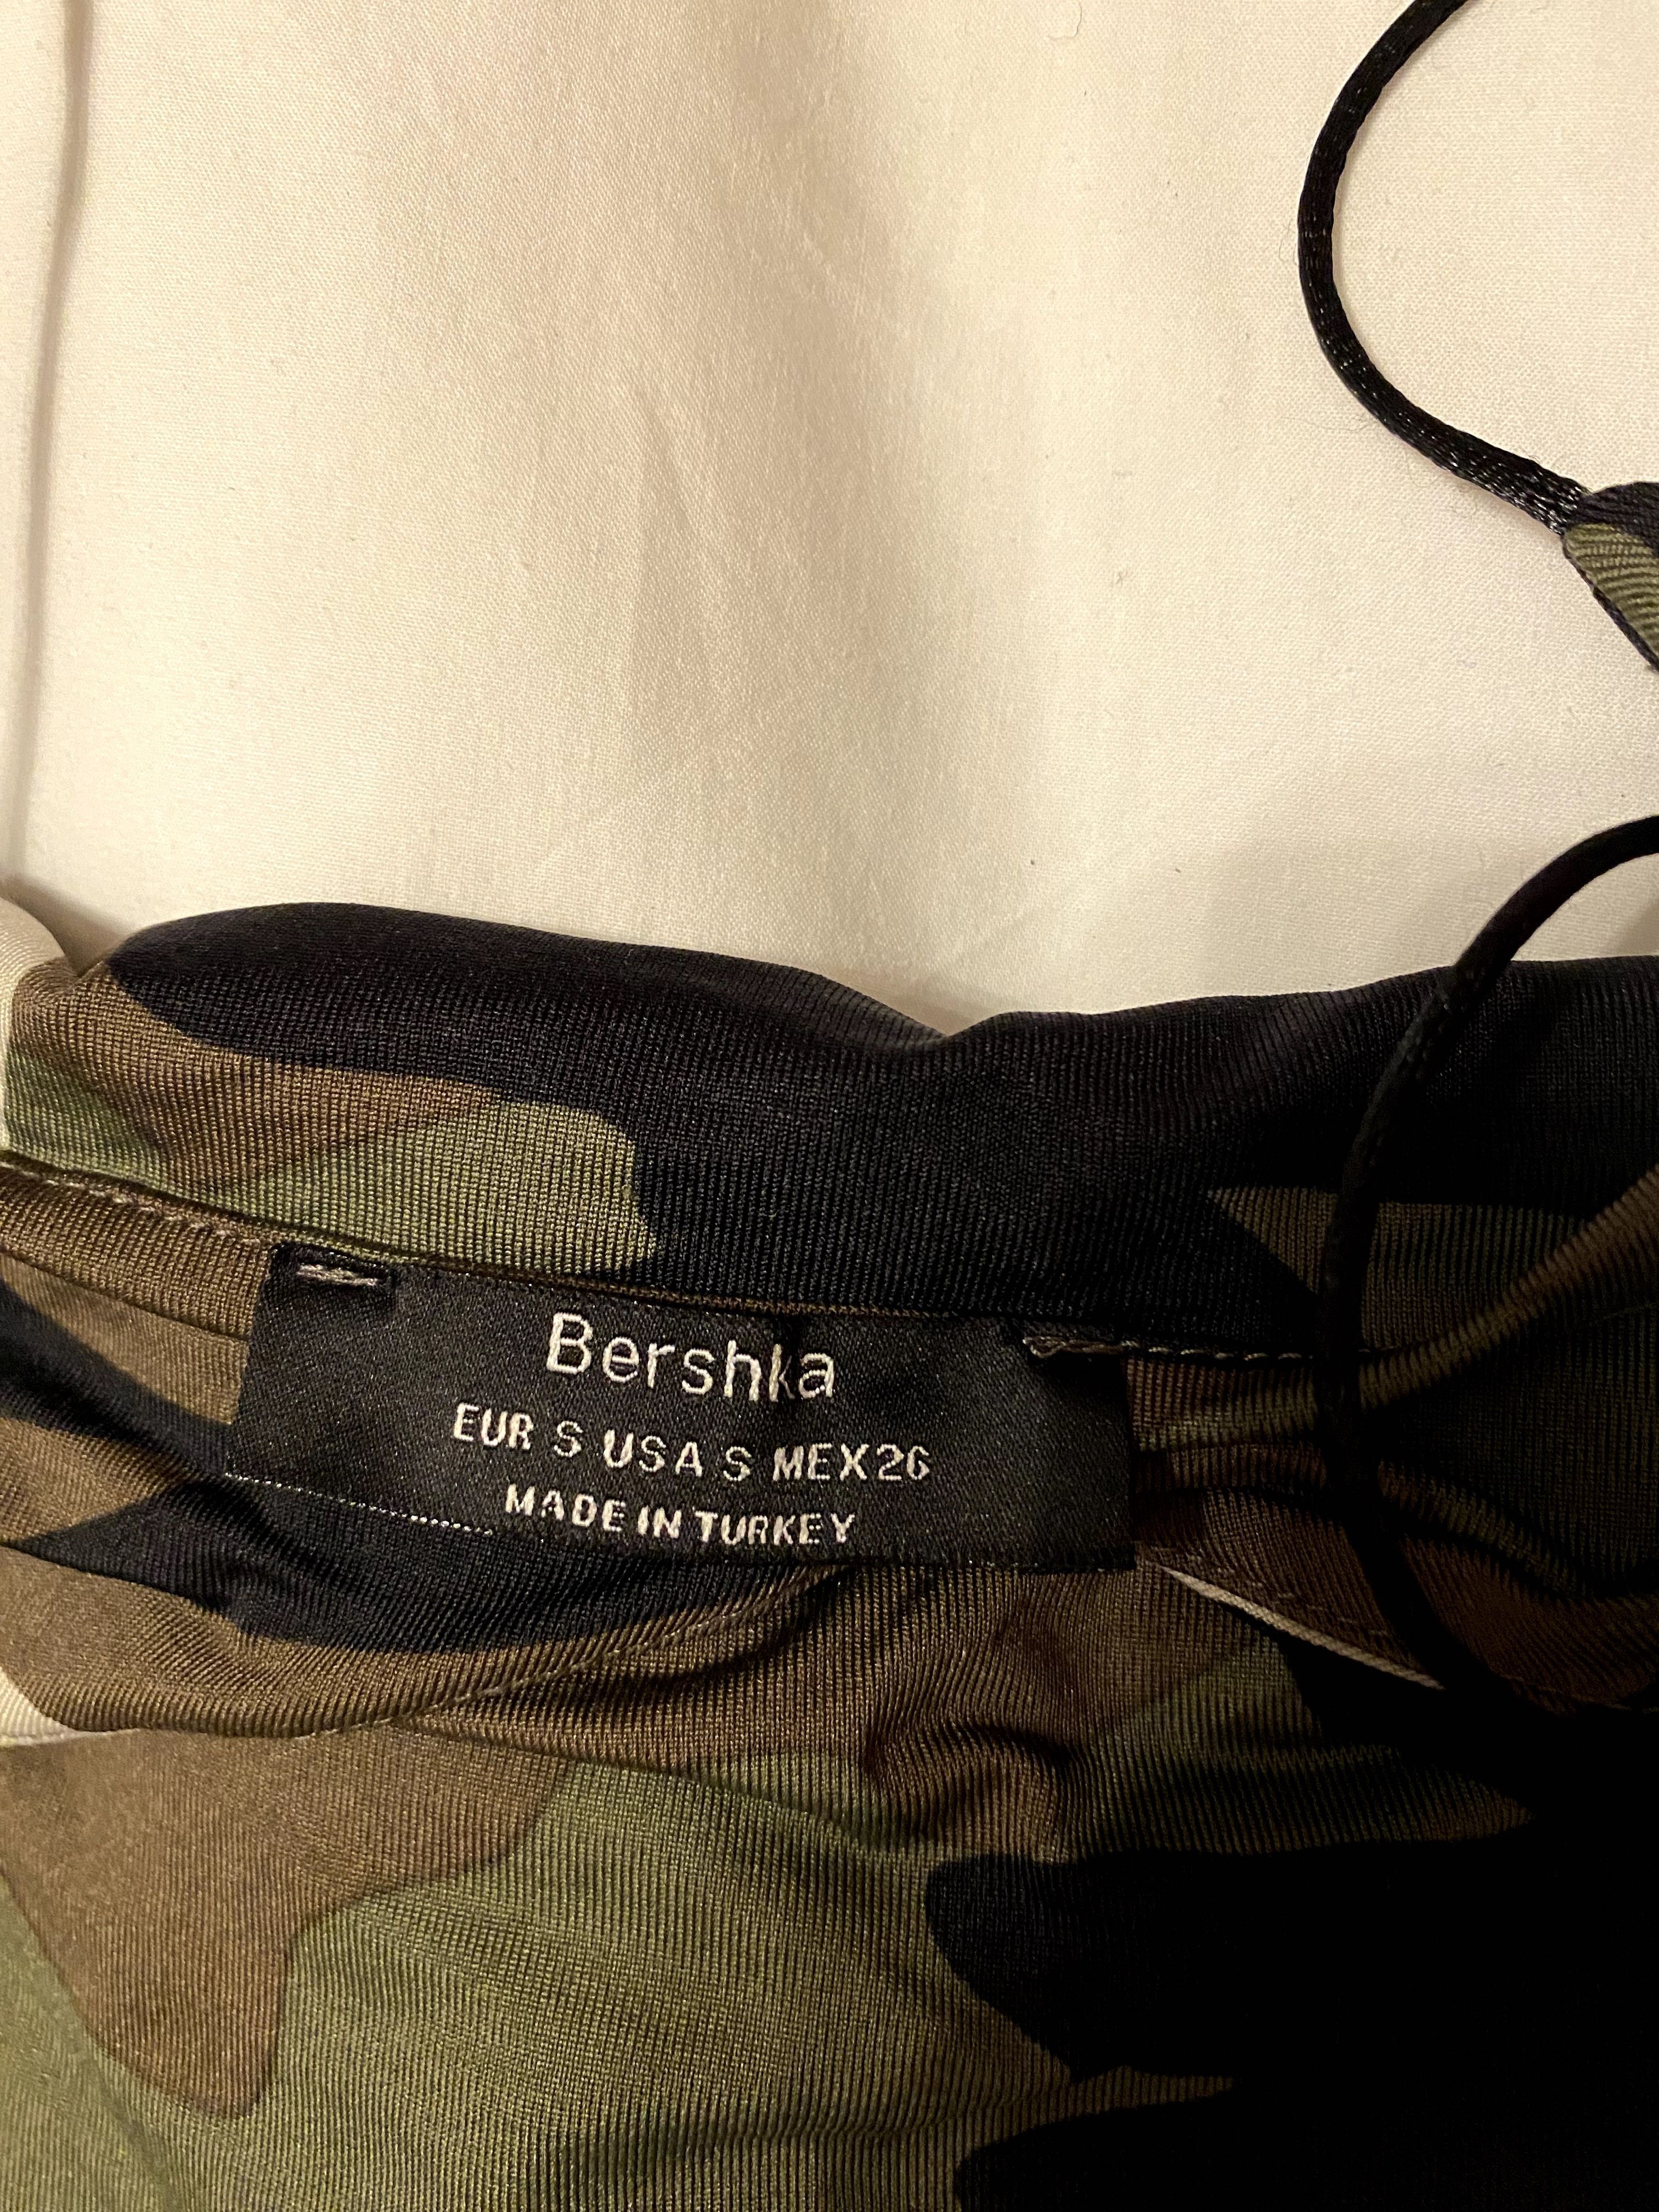 Bershka
EUR S USA S MEX 26
MADE IN TURKEY